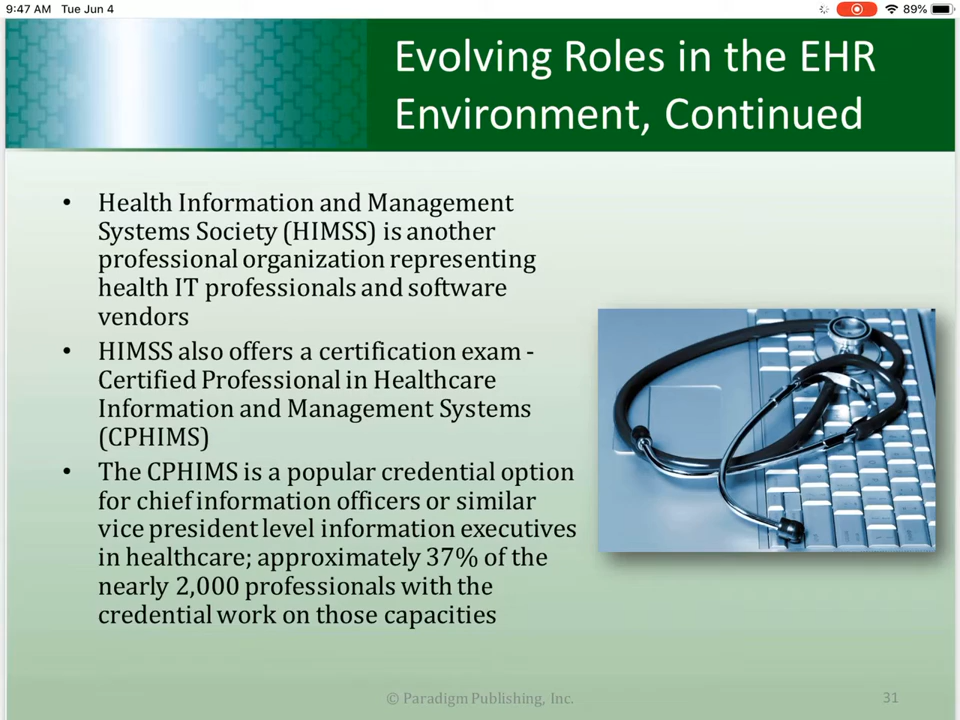 9:47 AM Tue Jun 4
89%
Evolving Roles in the EHR
Environment, Continued
• Health Information and Management
Systems Society (HIMSS) is another
professional organization representing
health IT professionals and software
vendors
• HIMSS also offers a certification exam -
Certified Professional in Healthcare
Information and Management Systems
(CPHIMS)
• The CPHIMS is a popular credential option
for chief information officers or similar
vice president level information executives
in healthcare; approximately 37% of the
nearly 2,000 professionals with the
credential work on those capacities
© Paradigm Publishing, Inc.
31